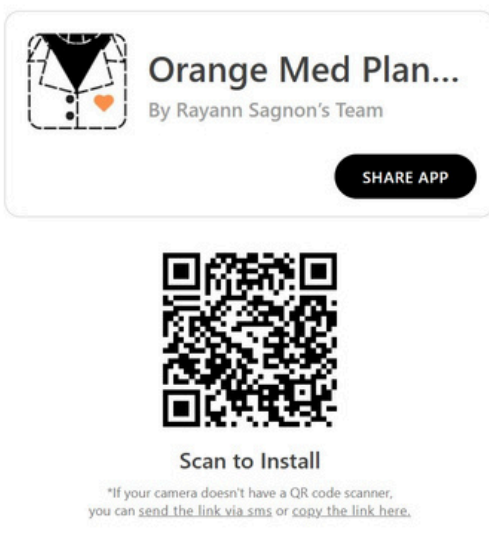 Orange Med Plan...
By Rayann Sagnon's Team
SHARE APP
Scan to Install
*If your camera doesn't have a QR code scanner,
you can send the link via sms or copy the link here.